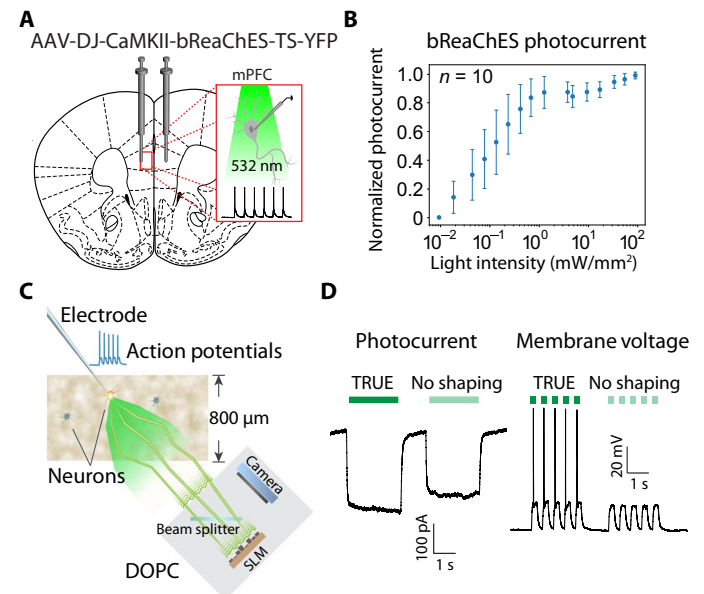 A
AAV-DJ-CaMKII-bReaChES-TS-YFP
mPFC
532 nm
B
bReaChES photocurrent
n = 10
Normalized photocurrent
1.0
0.8
0.6
0.4
0.2
0
10⁻² 10⁻¹ 10⁰ 10¹ 10²
Light intensity (mW/mm²)
C
Electrode
Action potentials
800 μm
Neurons
Camera
Beam splitter
SLM
DOPC
D
Photocurrent
TRUE No shaping
100 pA
1 s
Membrane voltage
TRUE No shaping
20 mV
1 s